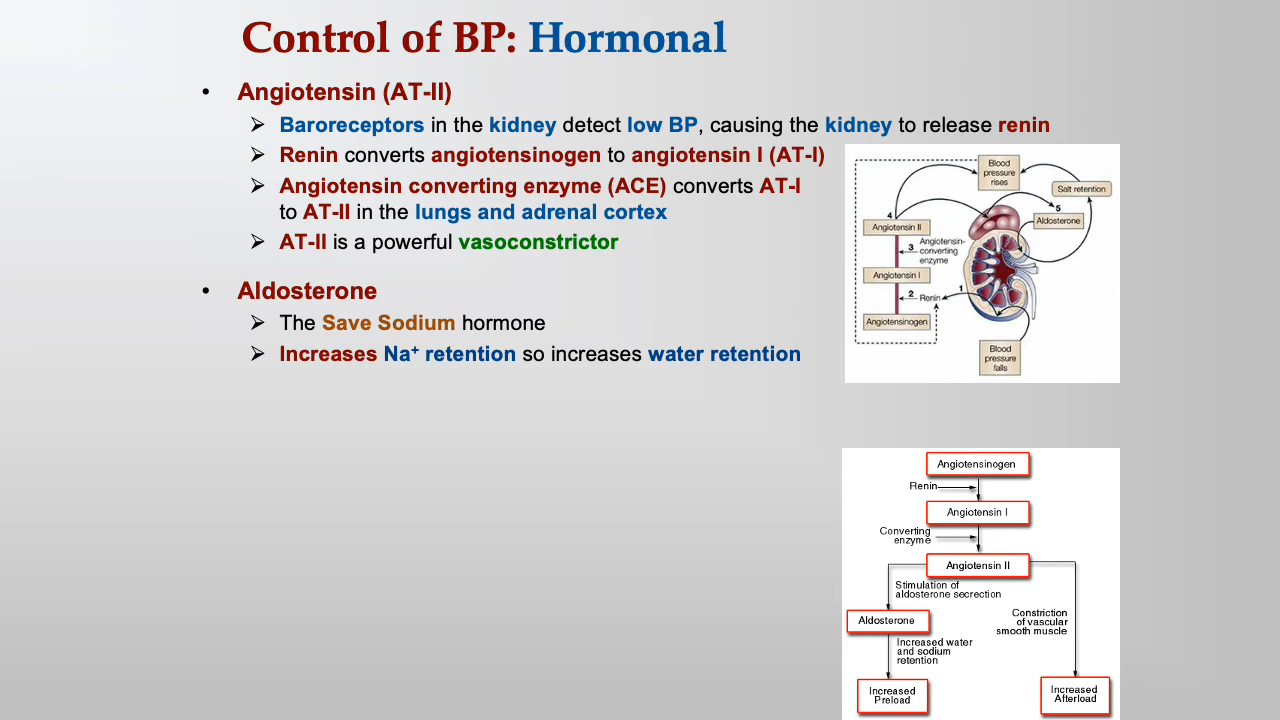 Control of BP: Hormonal
• Angiotensin (AT-II)
➢ Baroreceptors in the kidney detect low BP, causing the kidney to release renin
➢ Renin converts angiotensinogen to angiotensin I (AT-I)
➢ Angiotensin converting enzyme (ACE) converts AT-I
to AT-II in the lungs and adrenal cortex
➢ AT-II is a powerful vasoconstrictor
• Aldosterone
➢ The Save Sodium hormone
➢ Increases Na⁺ retention so increases water retention
Blood
pressure
rises
Salt retention
4
5
Aldosterone
Angiotensin II
3
Angiotensin-
converting
enzyme
Angiotensin I
2
Renin
1
Angiotensinogen
Blood
pressure
falls
Angiotensinogen
Renin
Angiotensin I
Converting
enzyme
Angiotensin II
Stimulation of
aldosterone secretion
Aldosterone
Constriction
of vascular
smooth muscle
Increased water
and sodium
retention
Increased
Preload
Increased
Afterload